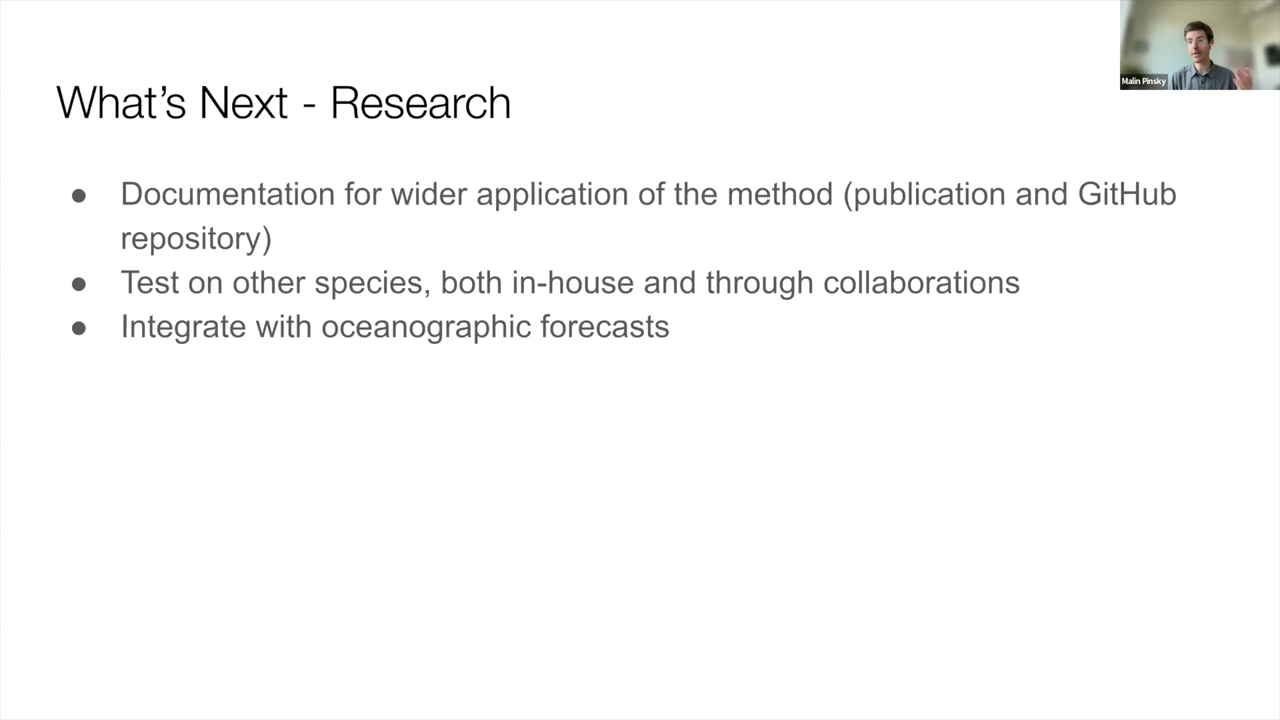 Malin Pinsky
What's Next - Research
● Documentation for wider application of the method (publication and GitHub
repository)
● Test on other species, both in-house and through collaborations
● Integrate with oceanographic forecasts